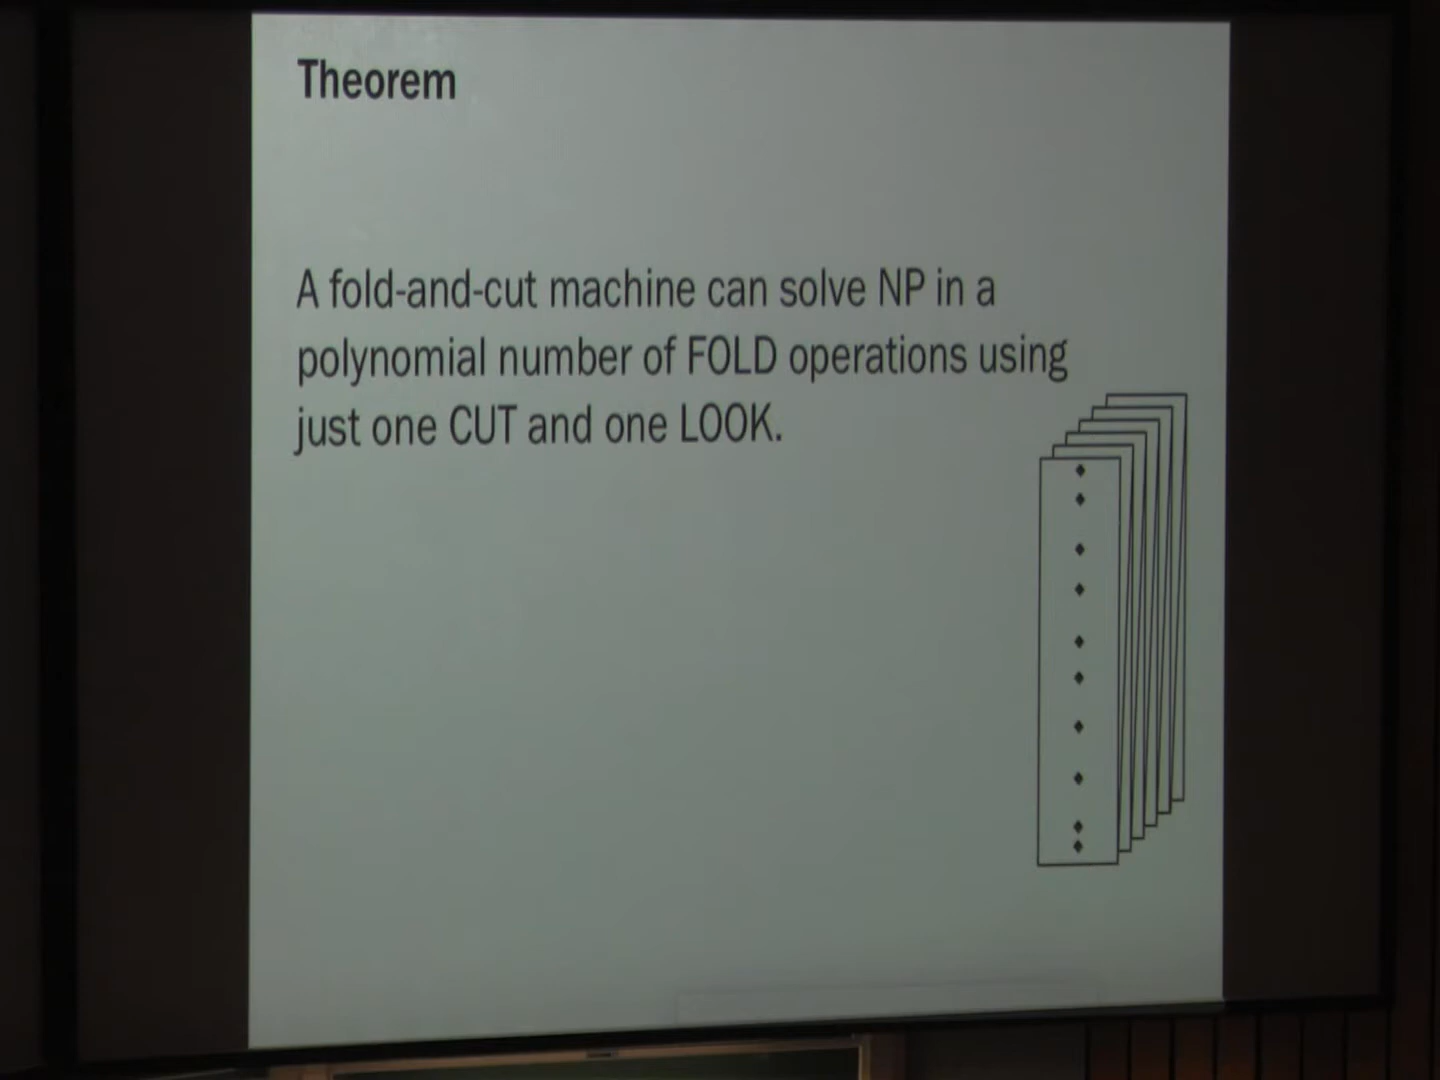 Theorem
A fold-and-cut machine can solve NP in a
polynomial number of FOLD operations using
just one CUT and one LOOK.